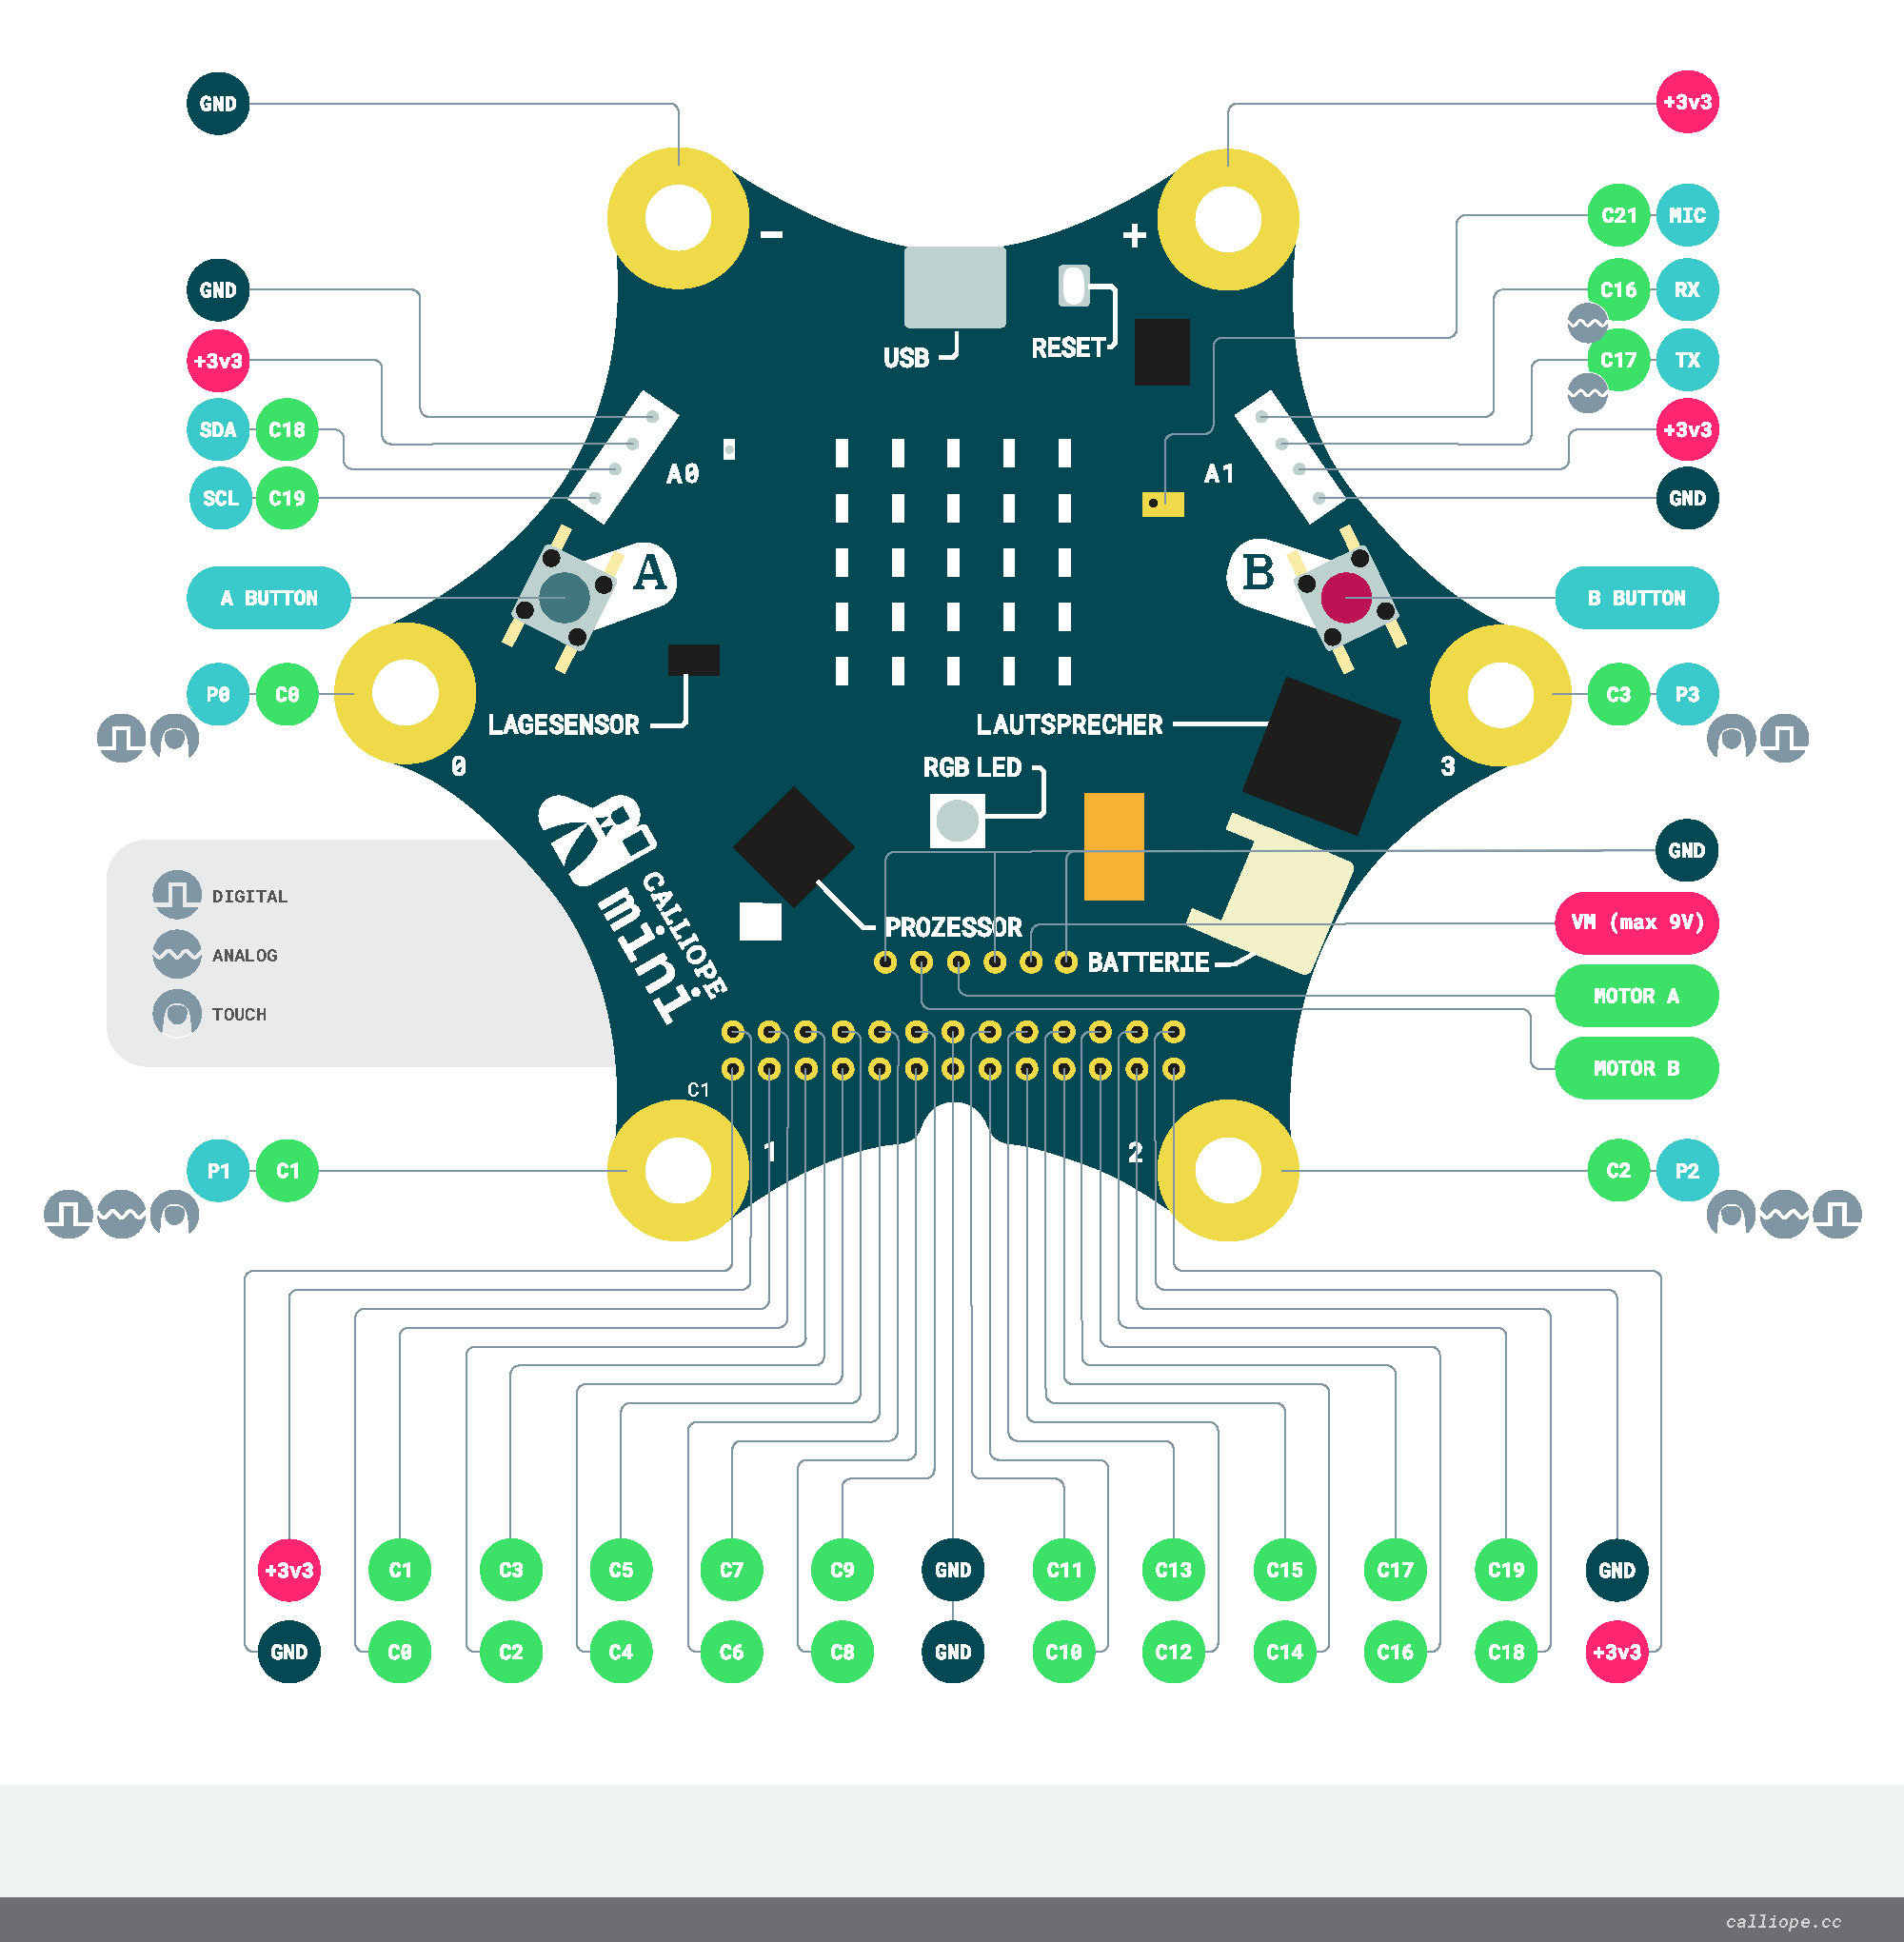 GND
+3v3
- +
C21 MIC
GND
C16 RX
USB
RESET
+3v3
C17 TX
SDA C18
+3v3
A0
A1
SCL C19
GND
A
B
A BUTTON
B BUTTON
P0 C0
C3 P3
LAGESENSOR
LAUTSPRECHER
0
RGB LED
3
GND
DIGITAL
CALLIOPE
mini
PROZESSOR
VM (max 9V)
ANALOG
BATTERIE
MOTOR A
TOUCH
MOTOR B
C1
1
2
P1 C1
C2 P2
+3v3 C1 C3 C5 C7 C9 GND C11 C13 C15 C17 C19 GND
GND C0 C2 C4 C6 C8 GND C10 C12 C14 C16 C18 +3v3
calliope.cc